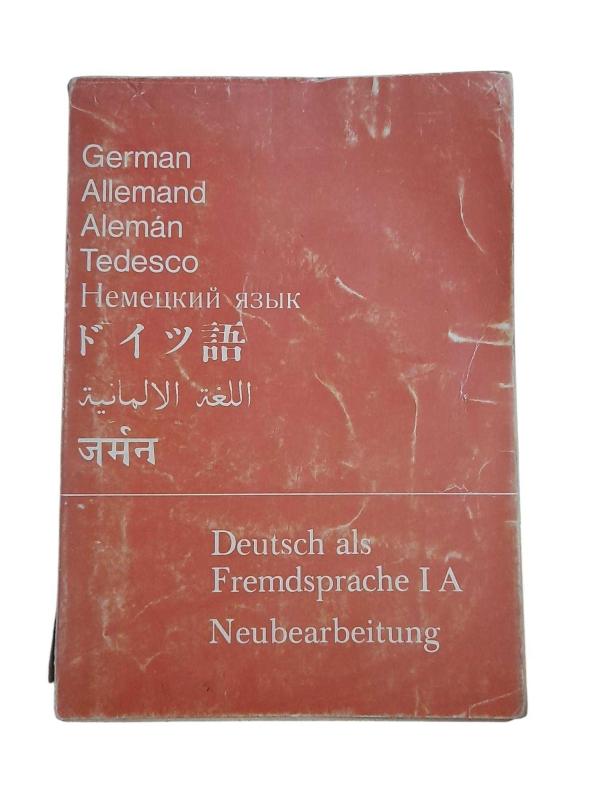 German
Allemand
Alemán
Tedesco
Немецкий язык
ドイツ語
اللغة الالمانية
जर्मन
Deutsch als
Fremdsprache I A
Neubearbeitung